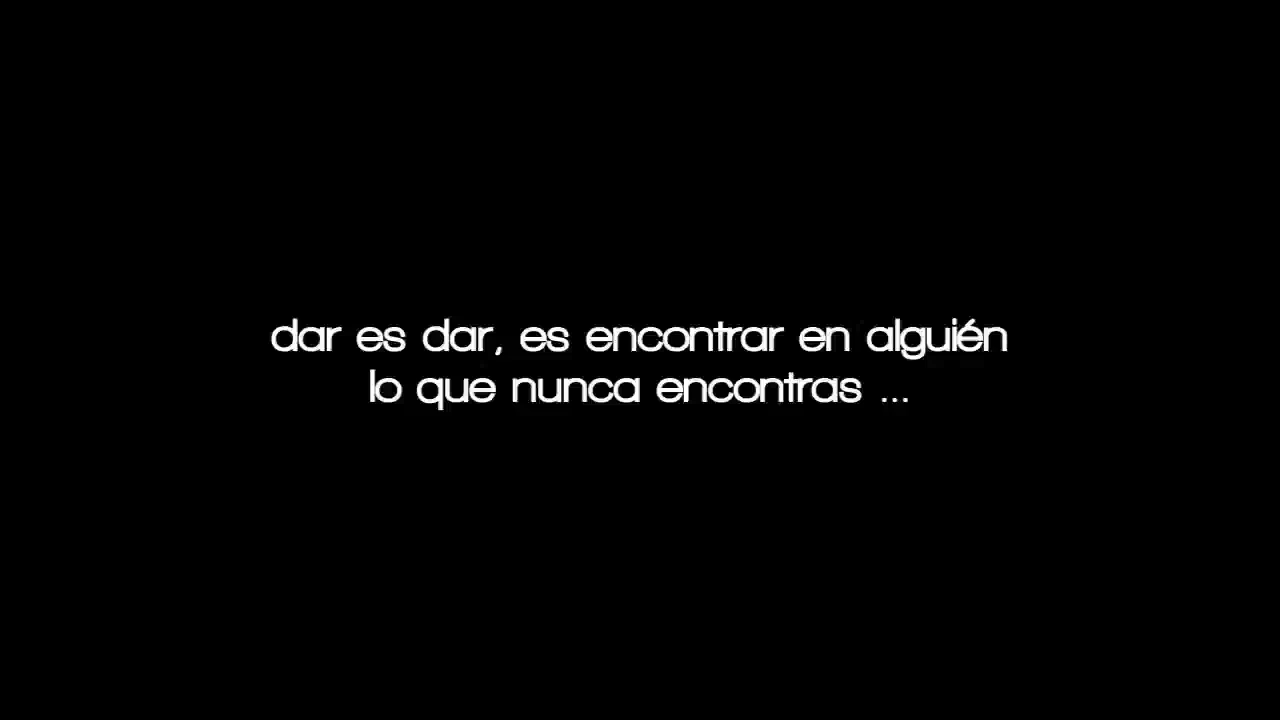 dar es dar, es encontrar en alguién
lo que nunca encontras ...